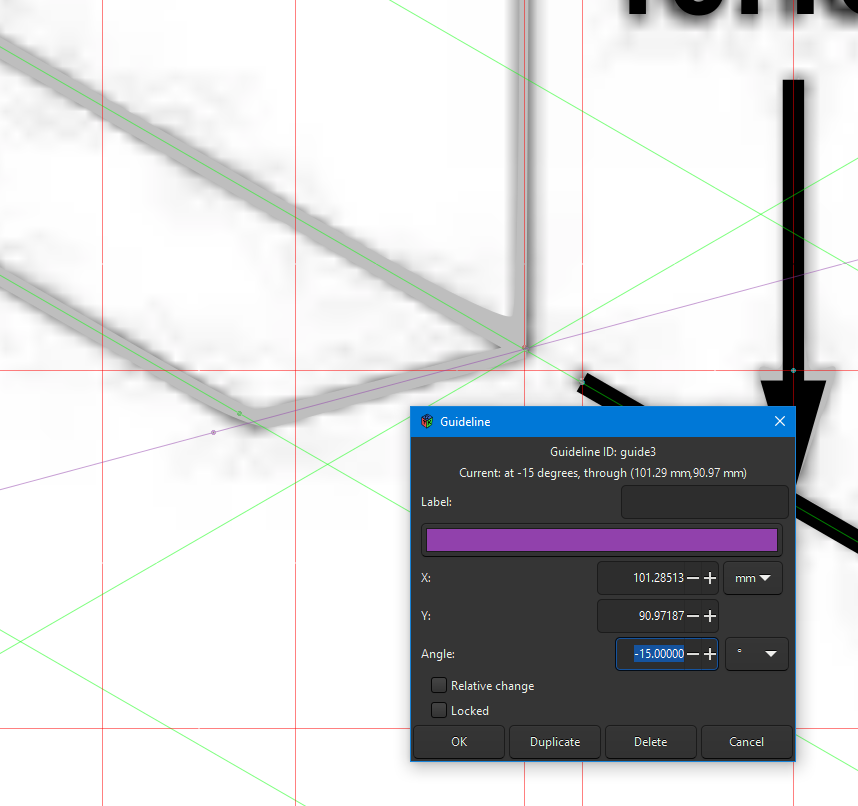 Guideline
Guideline ID: guide3
Current: at -15 degrees, through (101.29 mm,90.97 mm)
Label:
X: 101.28513 mm
Y: 90.97187
Angle: -15.00000 °
Relative change
Locked
OK Duplicate Delete Cancel